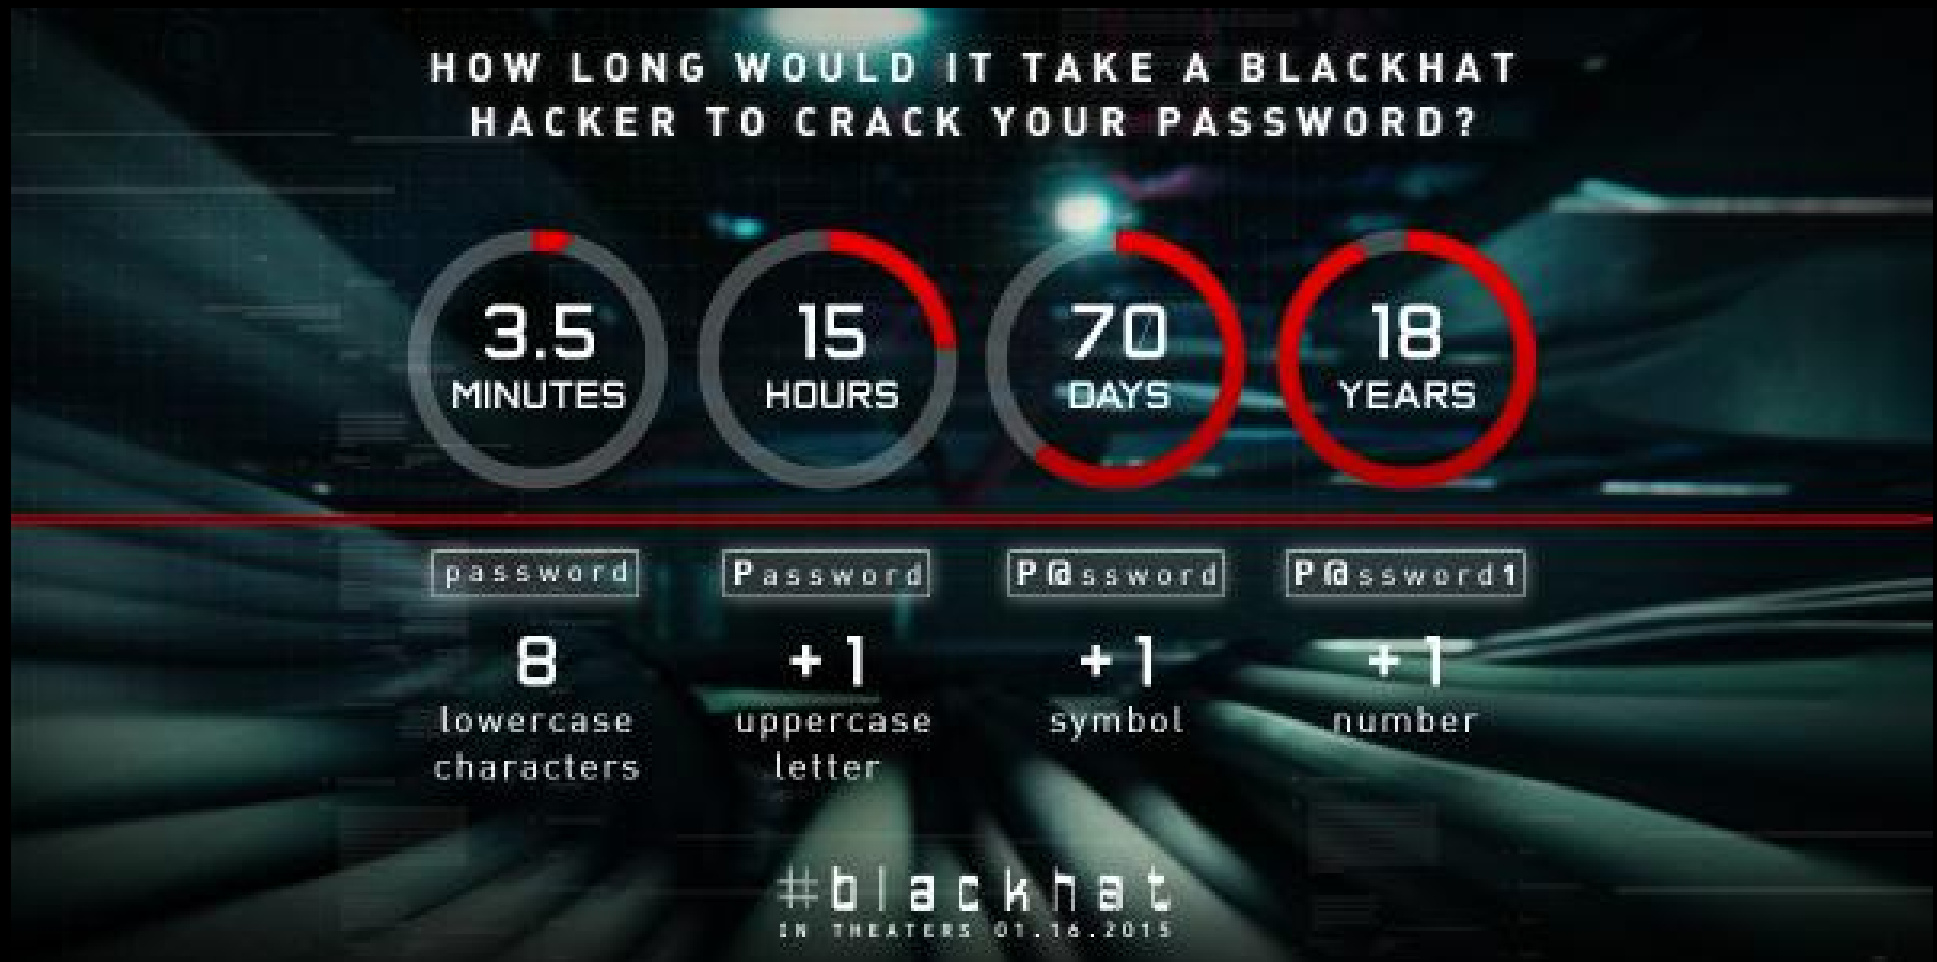 HOW LONG WOULD IT TAKE A BLACKHAT
HACKER TO CRACK YOUR PASSWORD?
3.5
MINUTES
15
HOURS
70
DAYS
18
YEARS
password
Password
P@ssword
P@ssword1
8
lowercase
characters
+1
uppercase
letter
+1
symbol
+1
number
#blackhat
IN THEATERS 01.16.2015